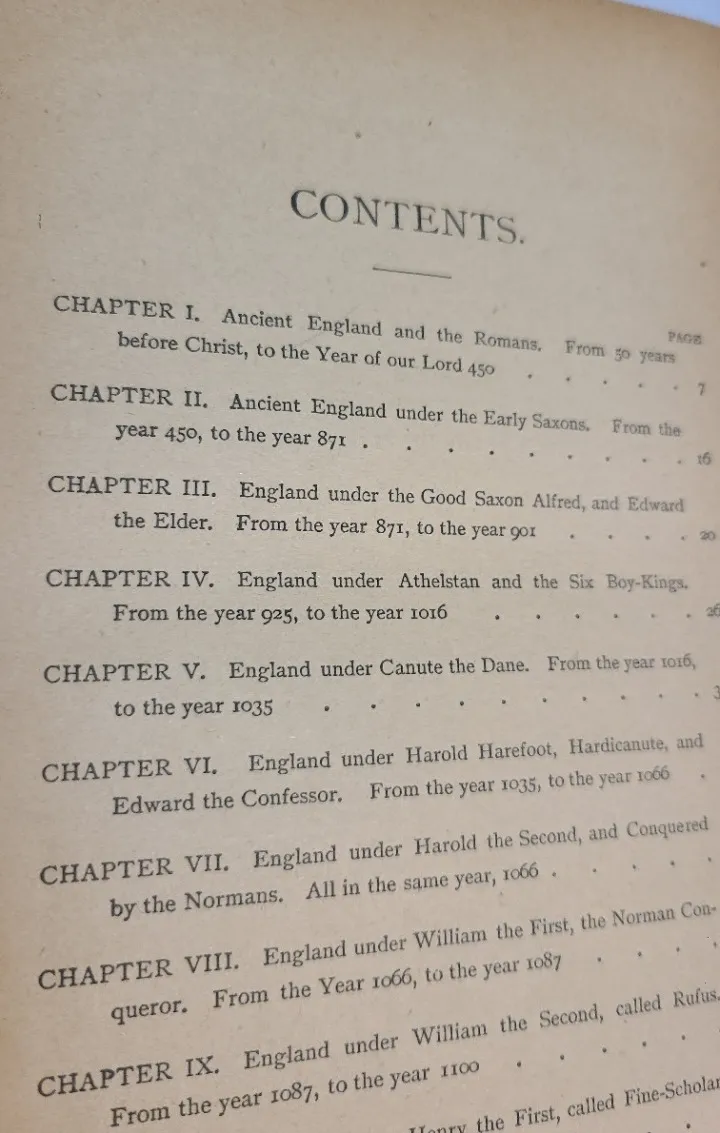 CONTENTS.
PAGE
CHAPTER I. Ancient England and the Romans. From 50 years
before Christ, to the Year of our Lord 450 . . . . . 7
CHAPTER II. Ancient England under the Early Saxons. From the
year 450, to the year 871 . . . . . . . . . 16
CHAPTER III. England under the Good Saxon Alfred, and Edward
the Elder. From the year 871, to the year 901 . . . . 20
CHAPTER IV. England under Athelstan and the Six Boy-Kings.
From the year 925, to the year 1016 . . . . . . 26
CHAPTER V. England under Canute the Dane. From the year 1016,
to the year 1035 . . . . . . . . . . 3
CHAPTER VI. England under Harold Harefoot, Hardicanute, and
Edward the Confessor. From the year 1035, to the year 1066 .
CHAPTER VII. England under Harold the Second, and Conquered
by the Normans. All in the same year, 1066 . . . . .
CHAPTER VIII. England under William the First, the Norman Con-
queror. From the Year 1066, to the year 1087 . . . .
CHAPTER IX. England under William the Second, called Rufus.
From the year 1087, to the year 1100 . . . . .
Henry the First, called Fine-Scholar